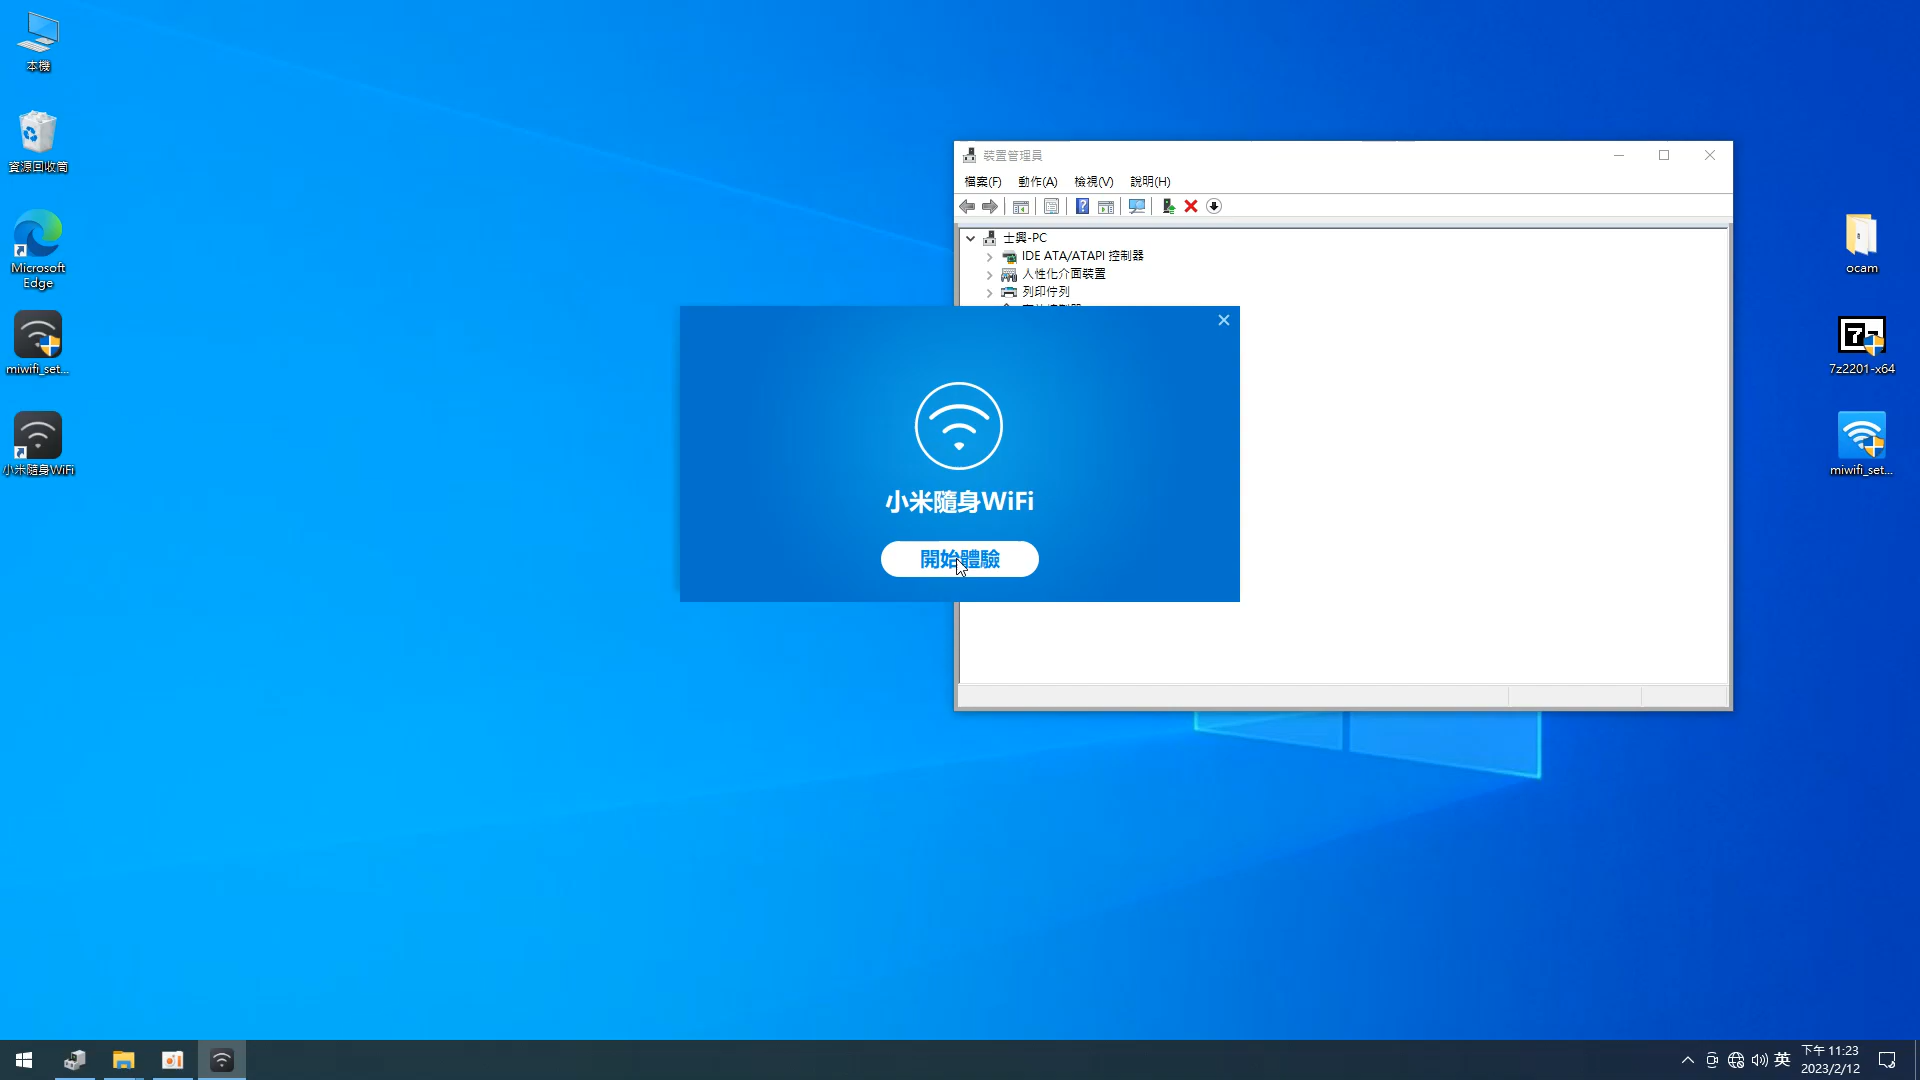 本機
資源回收筒
Microsoft
Edge
miwifi_set...
小米隨身WiFi
裝置管理員
檔案(F) 動作(A) 檢視(V) 說明(H)
士興-PC
IDE ATA/ATAPI 控制器
人性化介面裝置
列印佇列
小米隨身WiFi
開始體驗
ocam
7z2201-x64
miwifi_set...
英
下午 11:23
2023/2/12